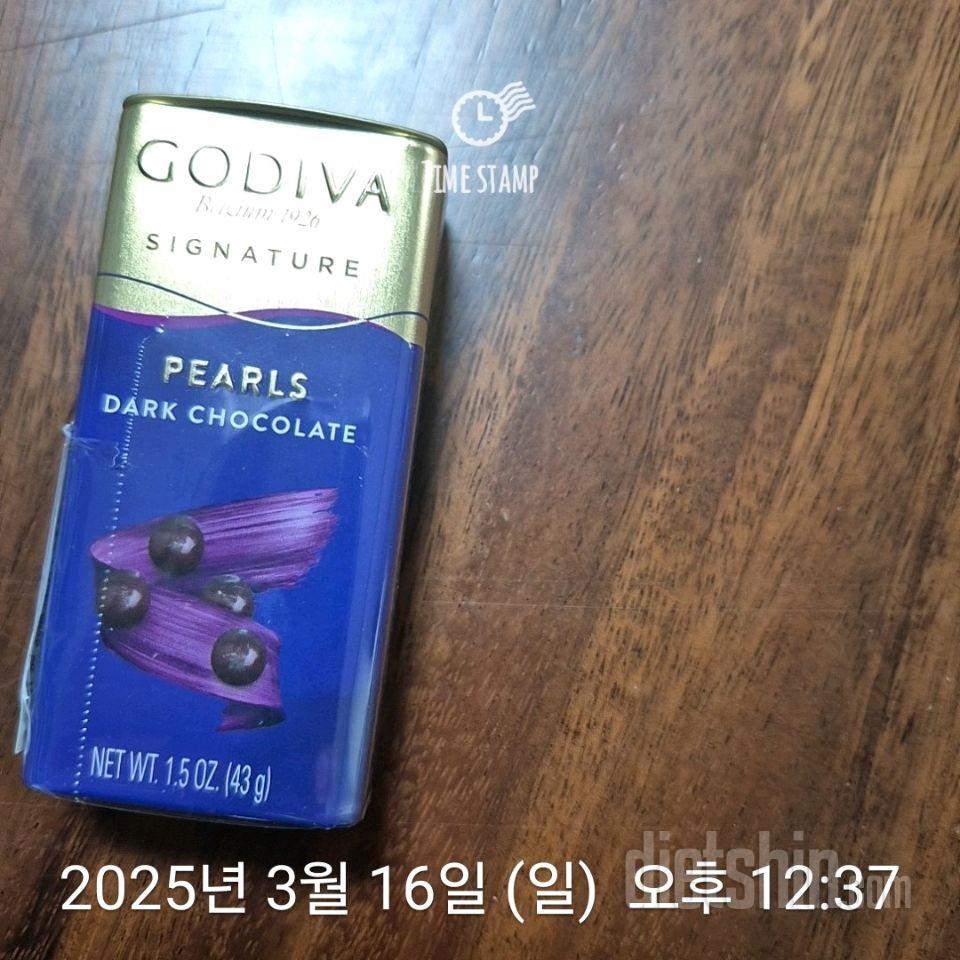 GODIVA
Belgium 1926
SIGNATURE
PEARLS
DARK CHOCOLATE
NET WT. 1.5 OZ. (43 g)
TIME STAMP
2025년 3월 16일 (일) 오후 12:37
dietshin.com